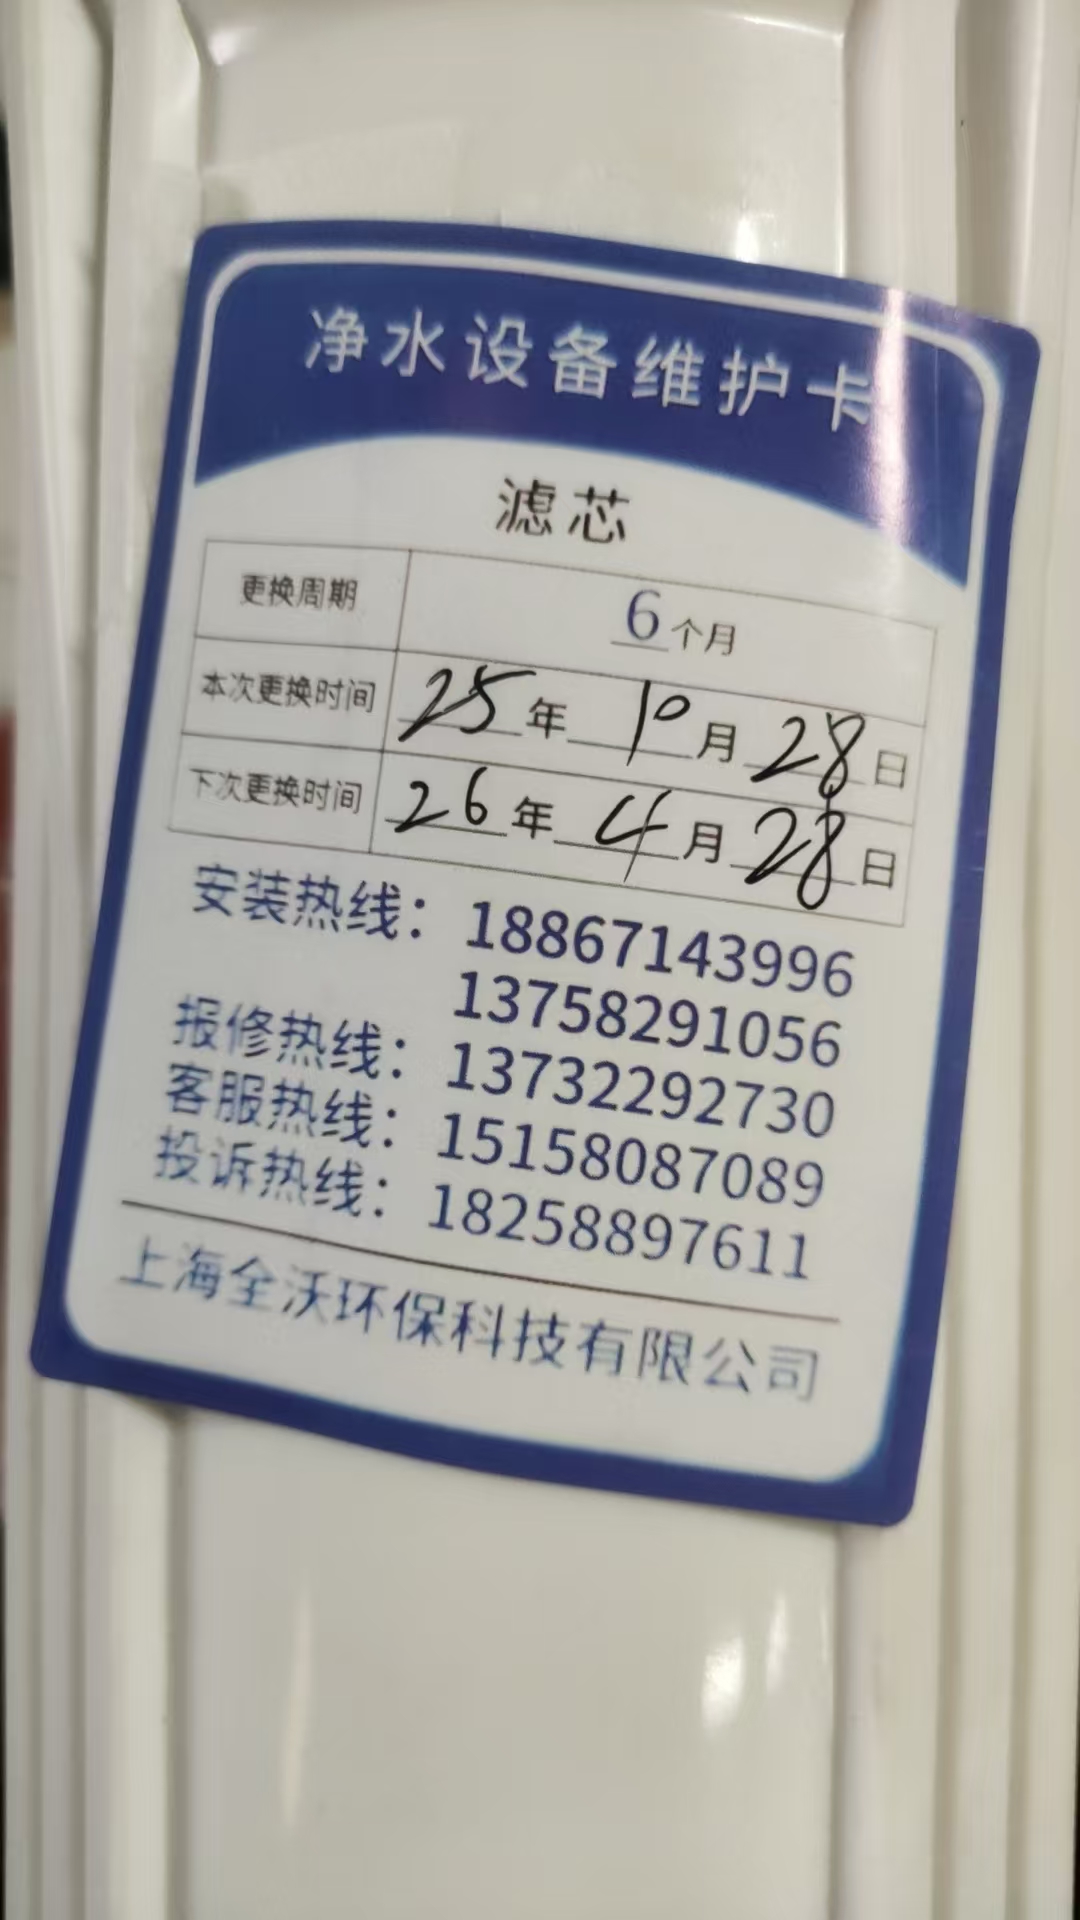 净水设备维护卡
滤芯
更换周期 6个月
本次更换时间 25年10月28日
下次更换时间 26年4月28日
安装热线：18867143996
13758291056
报修热线：13732292730
客服热线：15158087089
投诉热线：18258897611
上海全沃环保科技有限公司